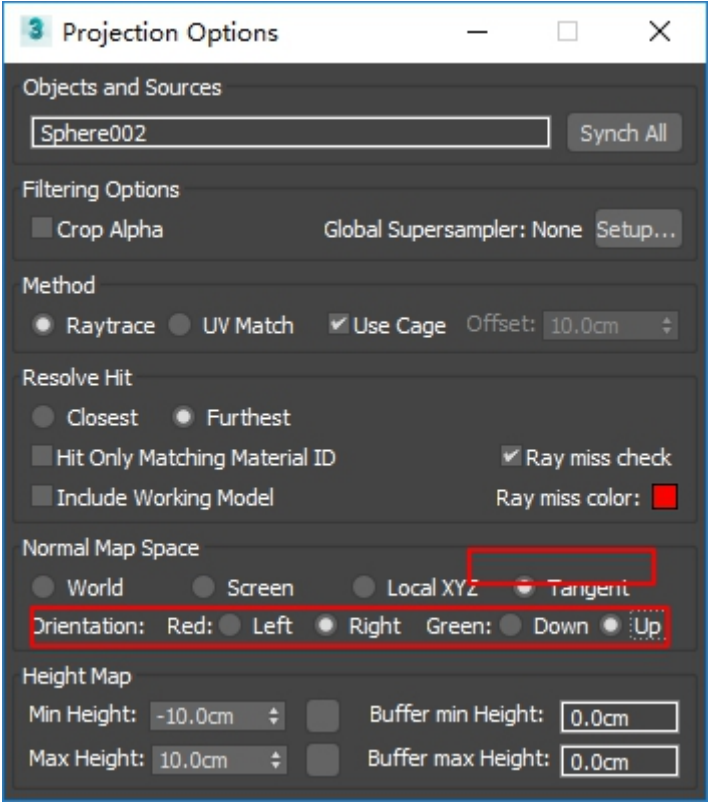 3 Projection Options
Objects and Sources
Sphere002 Synch All
Filtering Options
Crop Alpha Global Supersampler: None Setup...
Method
Raytrace UV Match Use Cage Offset: 10.0cm
Resolve Hit
Closest Furthest
Hit Only Matching Material ID Ray miss check
Include Working Model Ray miss color:
Normal Map Space
World Screen Local XYZ Tangent
Orientation: Red: Left Right Green: Down Up
Height Map
Min Height: -10.0cm Buffer min Height: 0.0cm
Max Height: 10.0cm Buffer max Height: 0.0cm